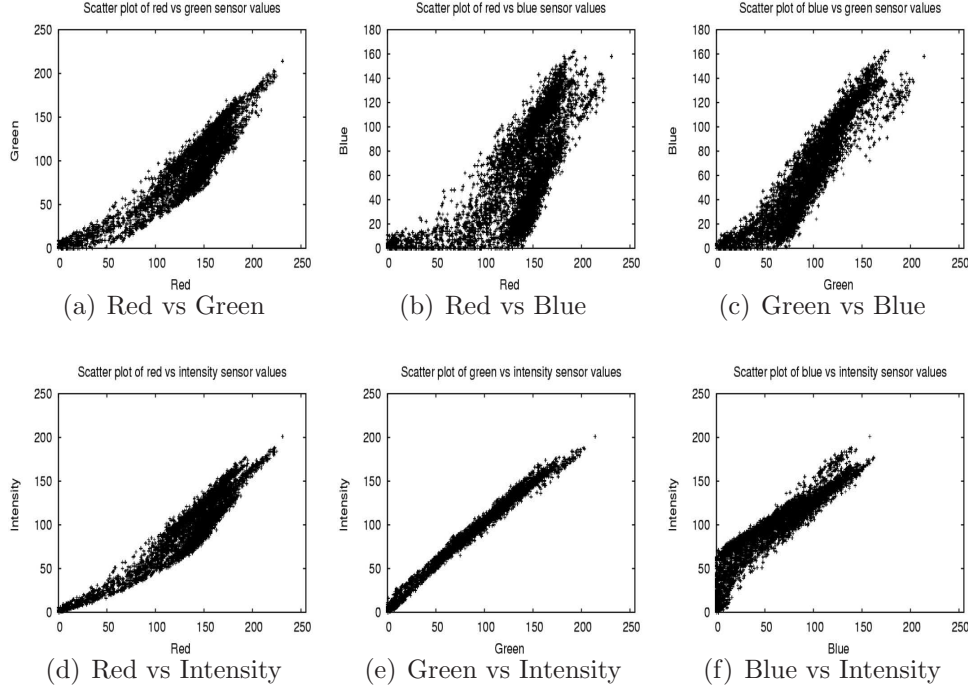 Scatter plot of red vs green sensor values
250
200
150
100
50
0
Green
0 50 100 150 200 250
Red
(a) Red vs Green
Scatter plot of red vs blue sensor values
180
160
140
120
100
80
60
40
20
0
Blue
0 50 100 150 200 250
Red
(b) Red vs Blue
Scatter plot of blue vs green sensor values
180
160
140
120
100
80
60
40
20
0
Blue
0 50 100 150 200 250
Green
(c) Green vs Blue
Scatter plot of red vs intensity sensor values
250
200
150
100
50
0
Intensity
0 50 100 150 200 250
Red
(d) Red vs Intensity
Scatter plot of green vs intensity sensor values
250
200
150
100
50
0
Intensity
0 50 100 150 200 250
Green
(e) Green vs Intensity
Scatter plot of blue vs intensity sensor values
250
200
150
100
50
0
Intensity
0 50 100 150 200 250
Blue
(f) Blue vs Intensity